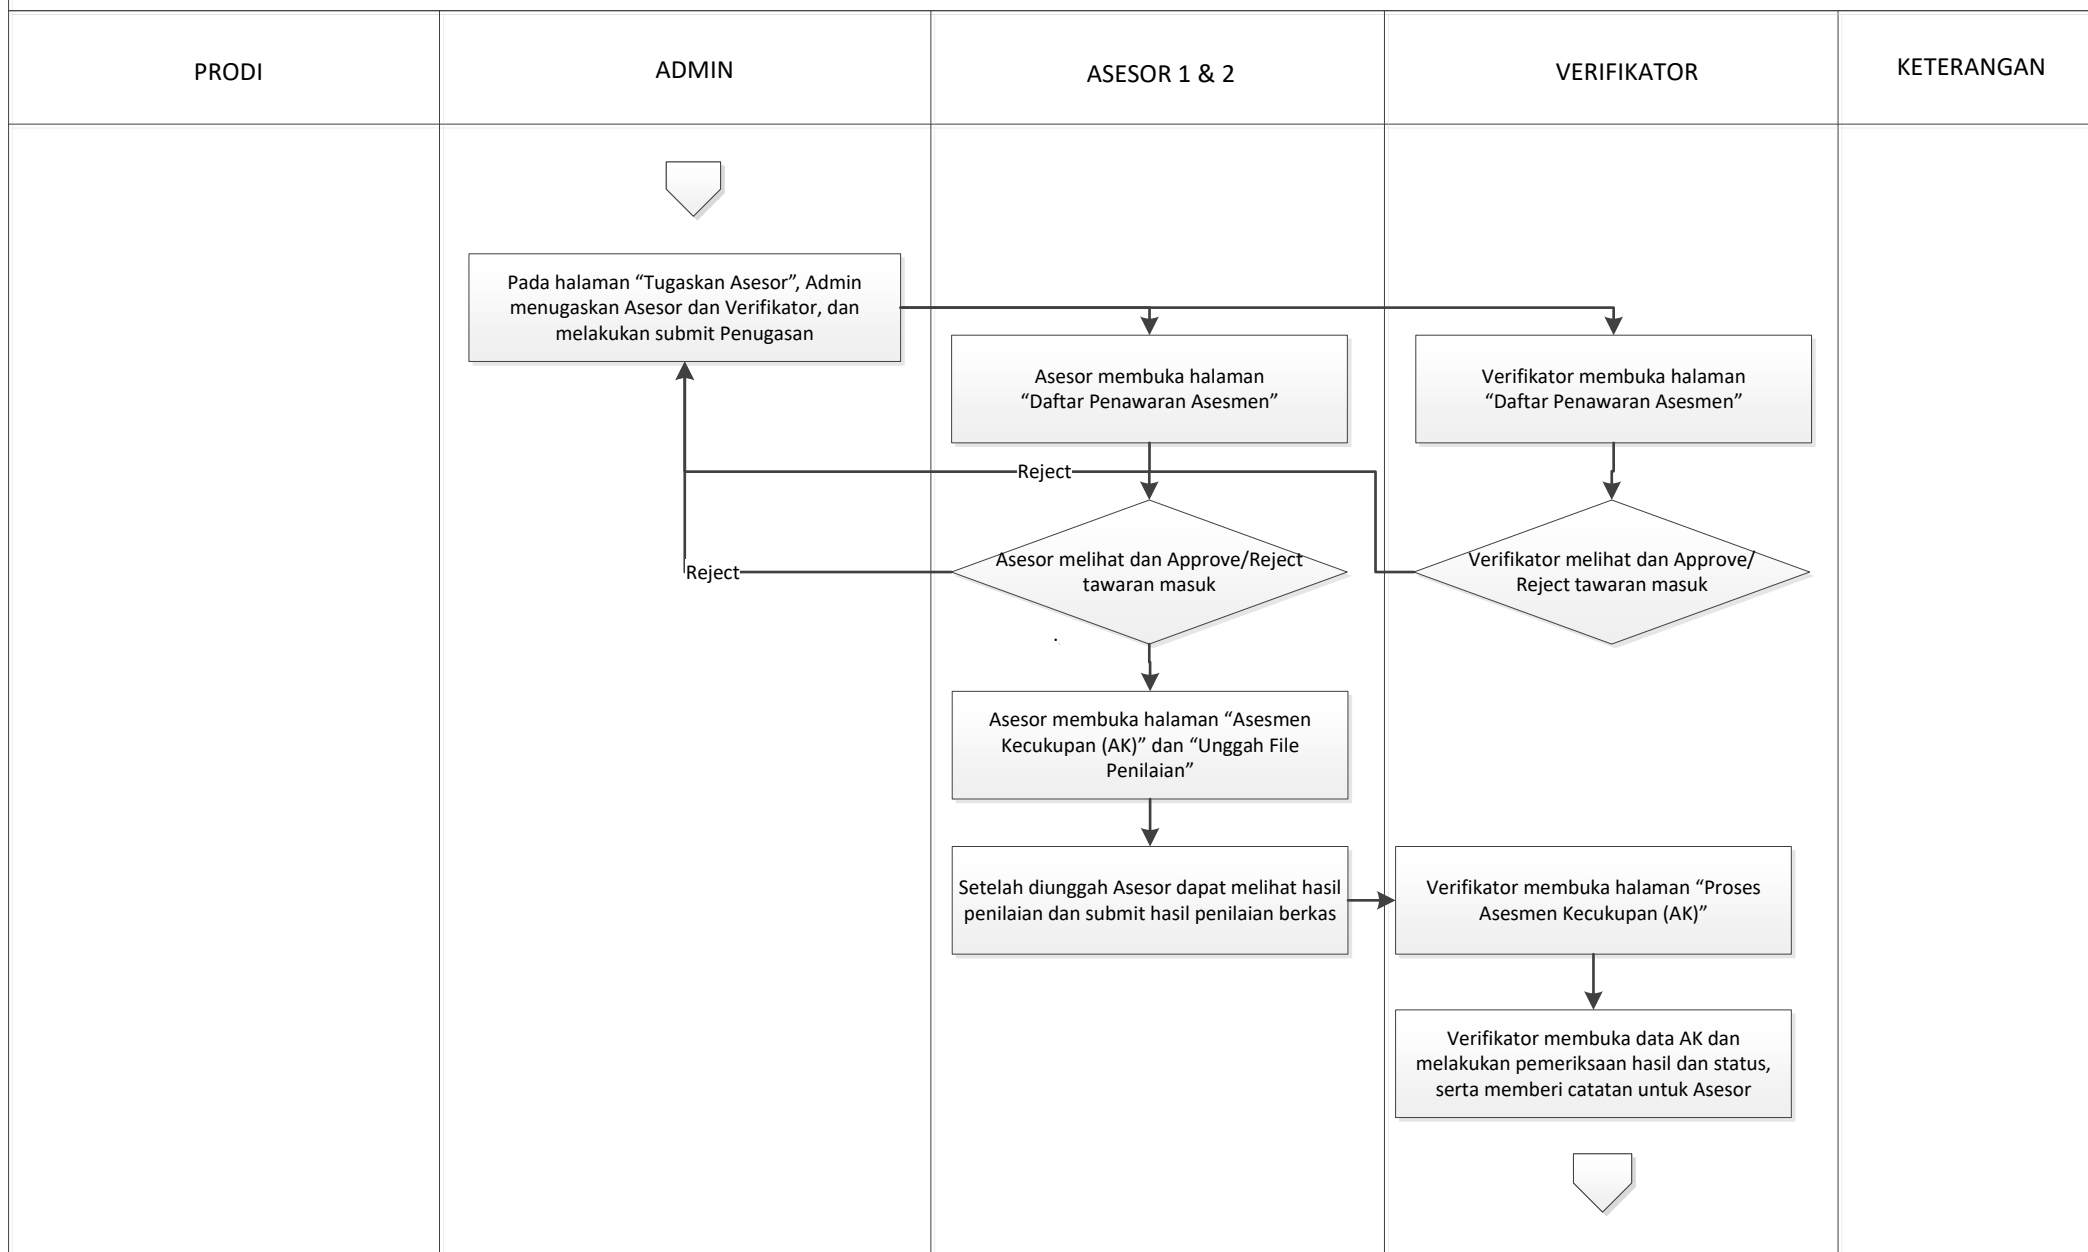 PRODI
ADMIN
ASESOR 1 & 2
VERIFIKATOR
KETERANGAN
Pada halaman “Tugaskan Asesor”, Admin
menugaskan Asesor dan Verifikator, dan
melakukan submit Penugasan
Asesor membuka halaman
“Daftar Penawaran Asesmen”
Verifikator membuka halaman
“Daftar Penawaran Asesmen”
Reject
Reject
Asesor melihat dan Approve/Reject
tawaran masuk
Verifikator melihat dan Approve/
Reject tawaran masuk
.
Asesor membuka halaman “Asesmen
Kecukupan (AK)” dan “Unggah File
Penilaian”
Setelah diunggah Asesor dapat melihat hasil
penilaian dan submit hasil penilaian berkas
Verifikator membuka halaman “Proses
Asesmen Kecukupan (AK)”
Verifikator membuka data AK dan
melakukan pemeriksaan hasil dan status,
serta memberi catatan untuk Asesor